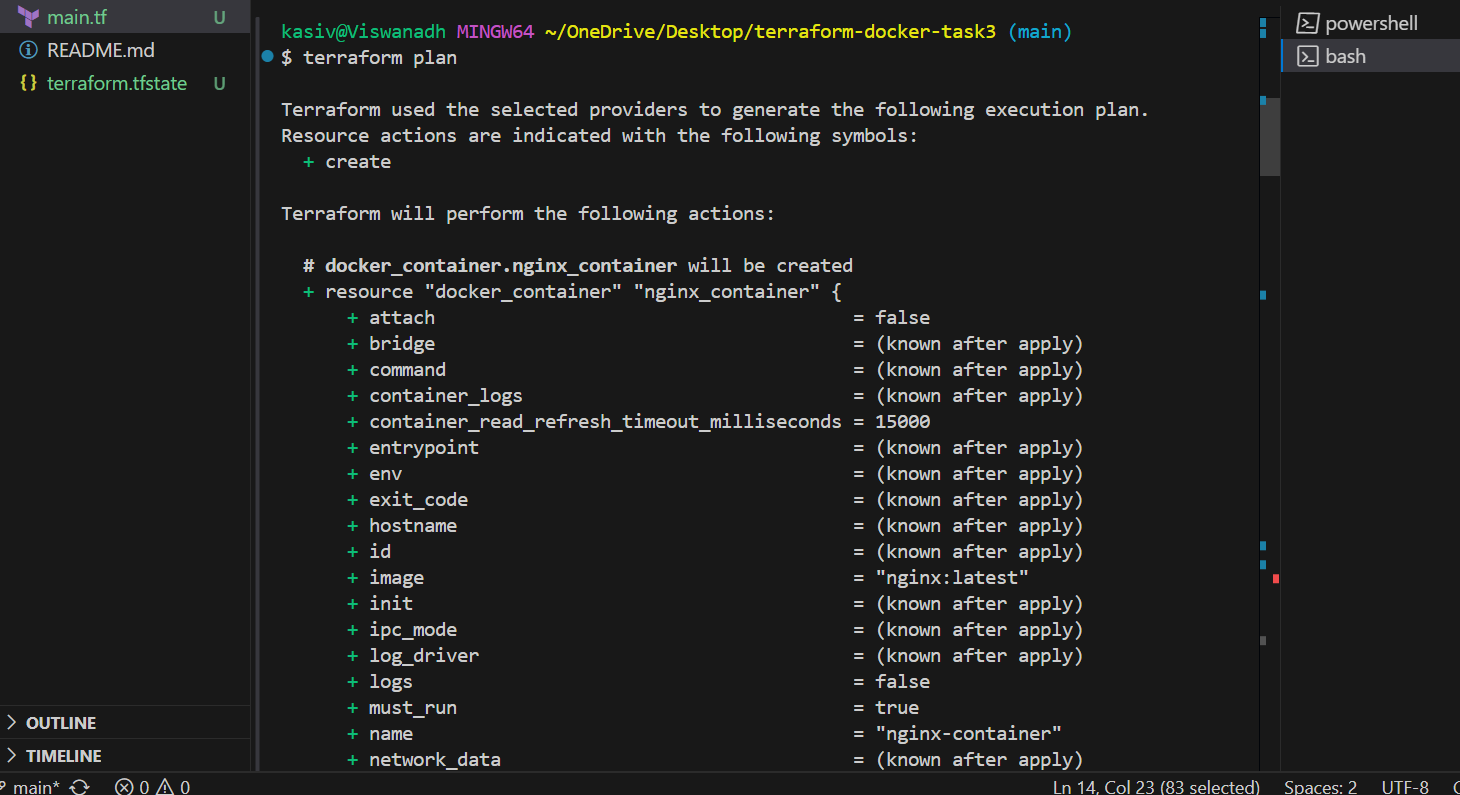 main.tf U
README.md
terraform.tfstate U
OUTLINE
TIMELINE
kasiv@Viswanadh MINGW64 ~/OneDrive/Desktop/terraform-docker-task3 (main)
$ terraform plan
Terraform used the selected providers to generate the following execution plan.
Resource actions are indicated with the following symbols:
+ create
Terraform will perform the following actions:
# docker_container.nginx_container will be created
+ resource "docker_container" "nginx_container" {
+ attach = false
+ bridge = (known after apply)
+ command = (known after apply)
+ container_logs = (known after apply)
+ container_read_refresh_timeout_milliseconds = 15000
+ entrypoint = (known after apply)
+ env = (known after apply)
+ exit_code = (known after apply)
+ hostname = (known after apply)
+ id = (known after apply)
+ image = "nginx:latest"
+ init = (known after apply)
+ ipc_mode = (known after apply)
+ log_driver = (known after apply)
+ logs = false
+ must_run = true
+ name = "nginx-container"
+ network_data = (known after apply)
powershell
bash
main* 0 0 Ln 14, Col 23 (83 selected) Spaces: 2 UTF-8